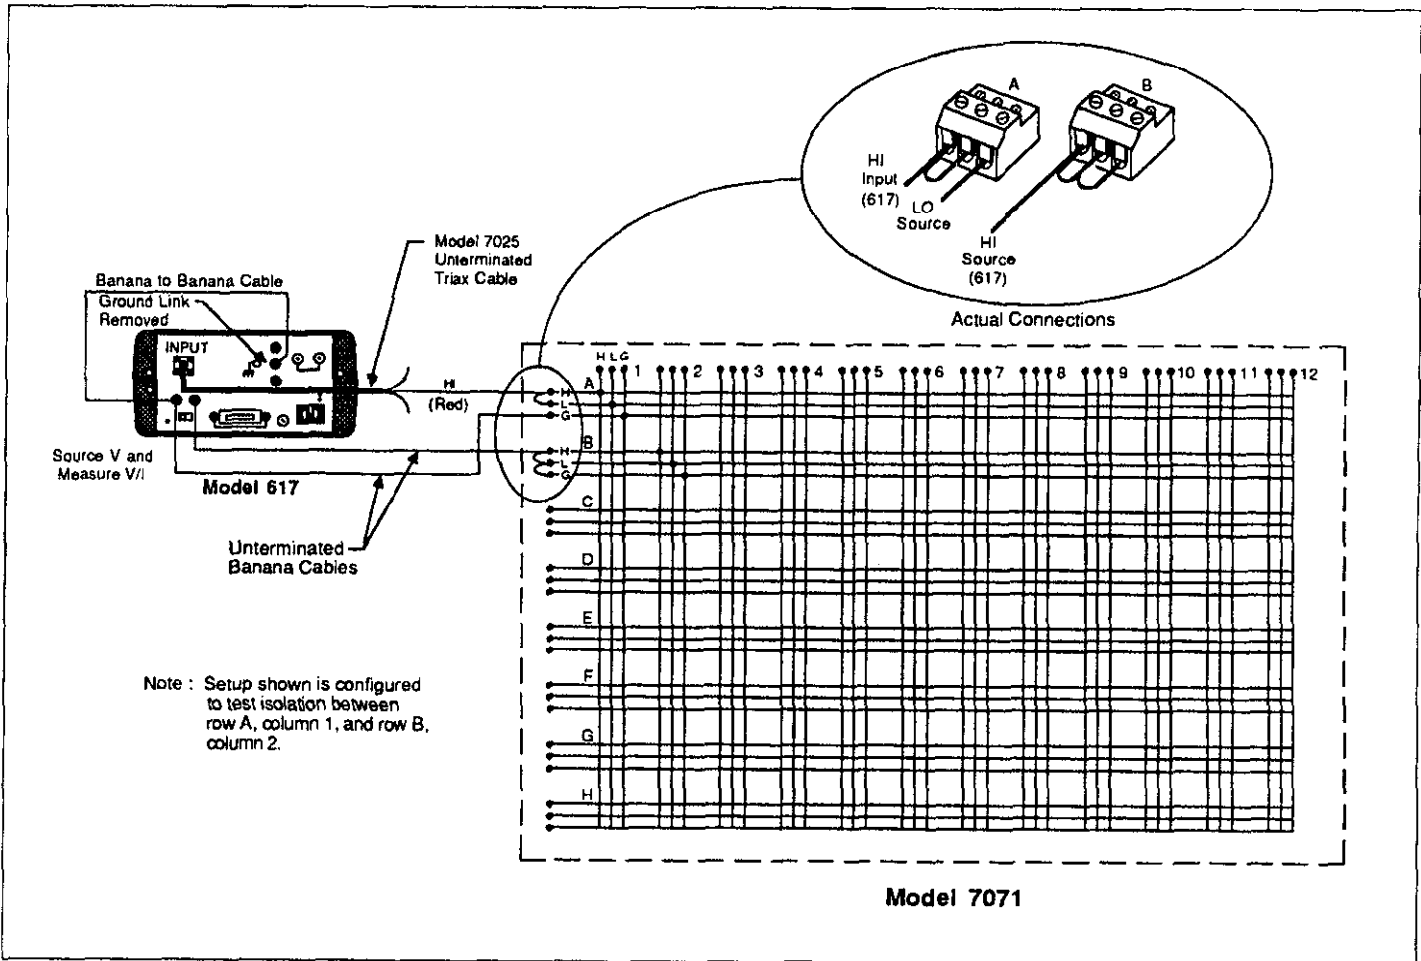 A
B
HI
Input
(617)
LO
Source
HI
Source
(617)
Actual Connections
Model 7025
Unterminated
Triax Cable
Banana to Banana Cable
Ground Link
Removed
INPUT
HI
(Red)
Source V and
Measure V/I
Model 617
Unterminated
Banana Cables
Note : Setup shown is configured
to test isolation between
row A, column 1, and row B,
column 2.
H L G
1 2 3 4 5 6 7 8 9 10 11 12
A
H
L
G
B
H
L
G
C
D
E
F
G
H
Model 7071